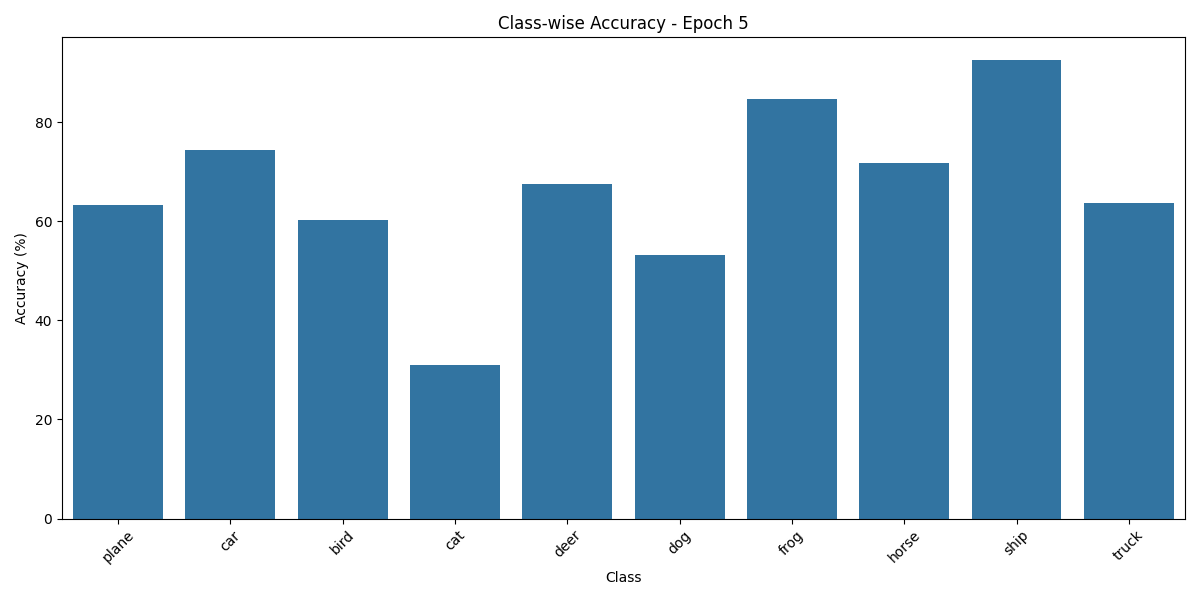 Class-wise Accuracy - Epoch 5
Accuracy (%)
80
60
40
20
0
plane
car
bird
cat
deer
dog
frog
horse
ship
truck
Class